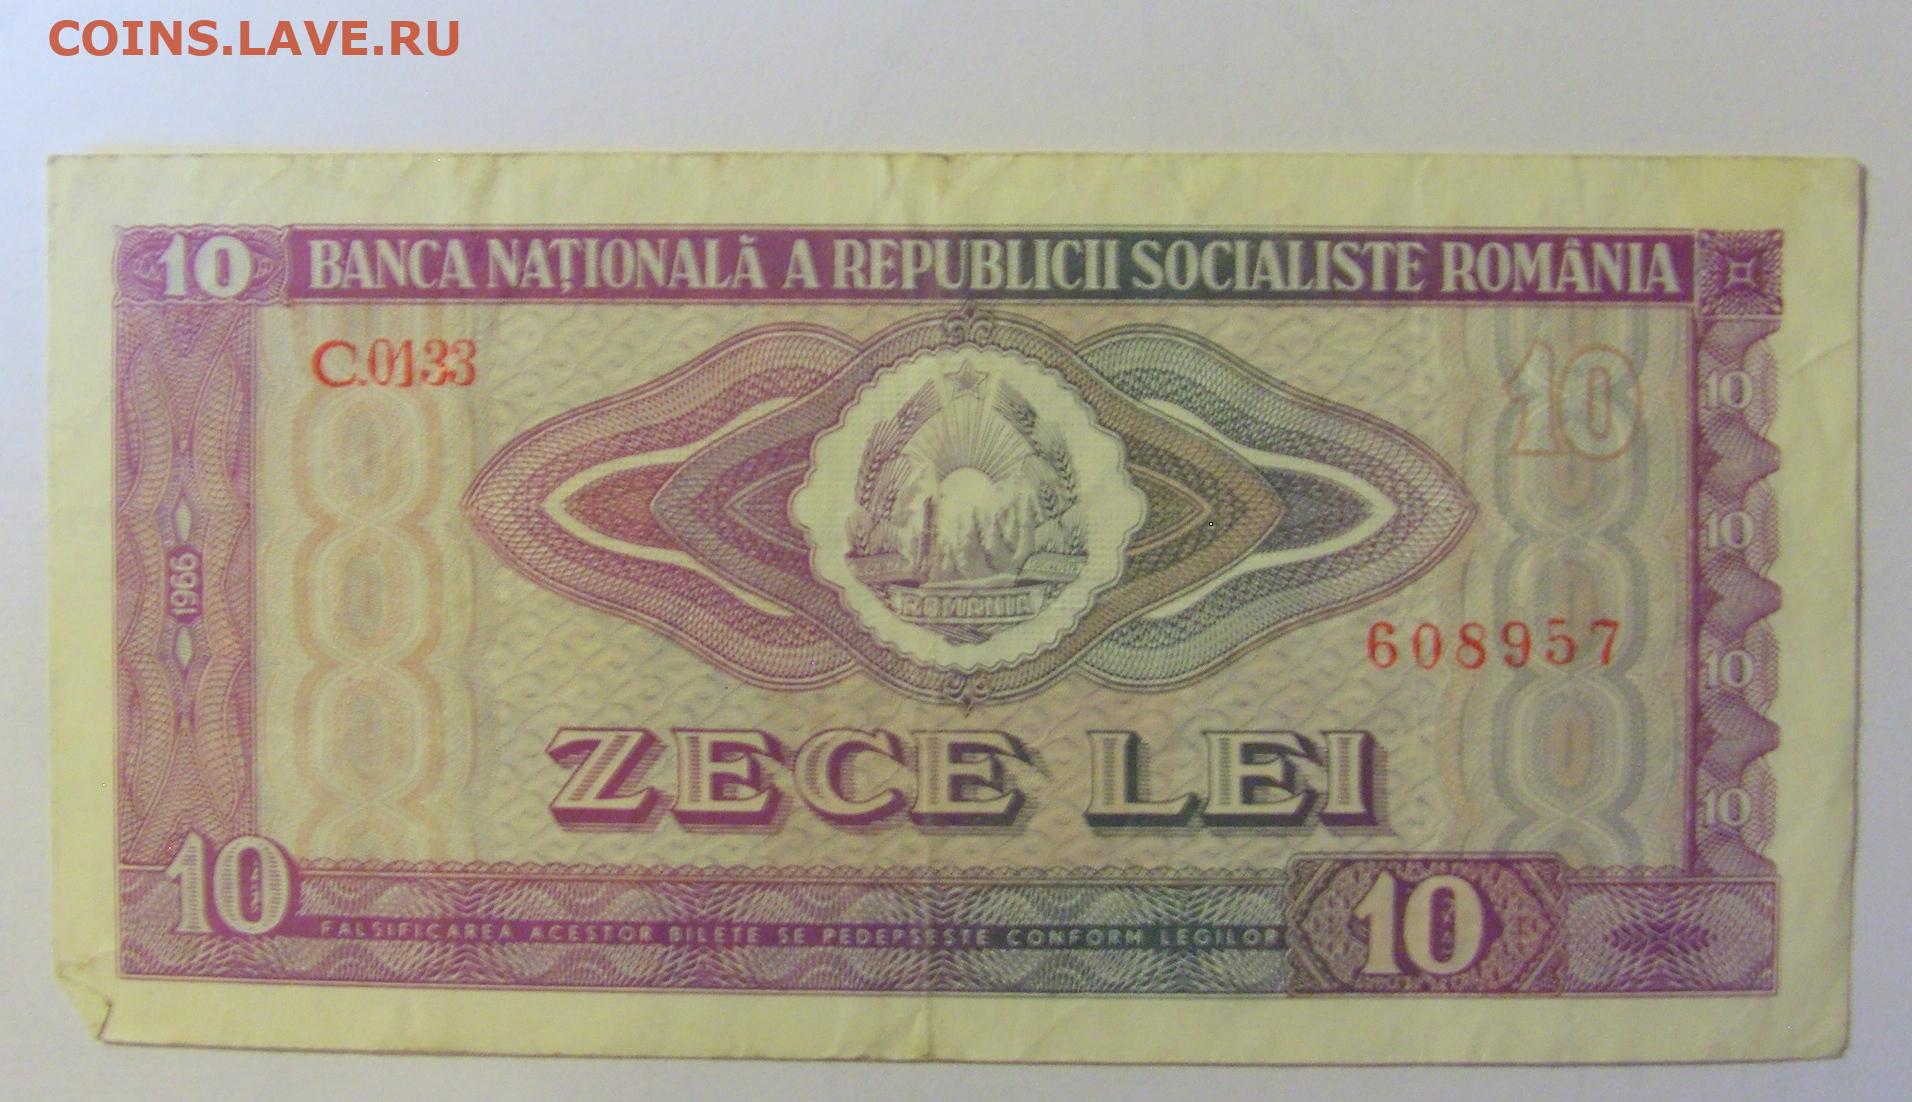 COINS.LAVE.RU
10 BANCA NAȚIONALĂ A REPUBLICII SOCIALISTE ROMÂNIA
C.0133
10
10
1966
ROMANIA
10
608957
10
ZECE LEI
10
10
FALSIFICAREA ACESTOR BILETE SE PEDEPSEȘTE CONFORM LEGILOR
10